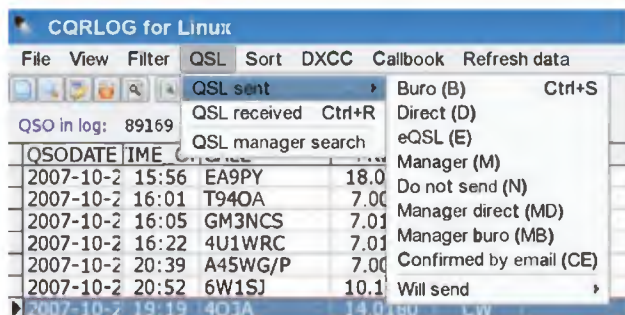 CQRLOG for Linux
File View Filter QSL Sort DXCC Callbook Refresh data
QSL sent
QSL received Ctrl+R
QSL manager search
Buro (B) Ctrl+S
Direct (D)
eQSL (E)
Manager (M)
Do not send (N)
Manager direct (MD)
Manager buro (MB)
Confirmed by email (CE)
Will send
QSO in log: 89169
QSODATE TIME_O
2007-10-2 15:56 EA9PY 18.0
2007-10-2 16:01 T94OA 7.00
2007-10-2 16:05 GM3NCS 7.01
2007-10-2 16:22 4U1WRC 7.01
2007-10-2 20:39 A45WG/P 7.00
2007-10-2 20:52 6W1SJ 10.1
2007-10-2 19:19 4O3A 14.0180 CW